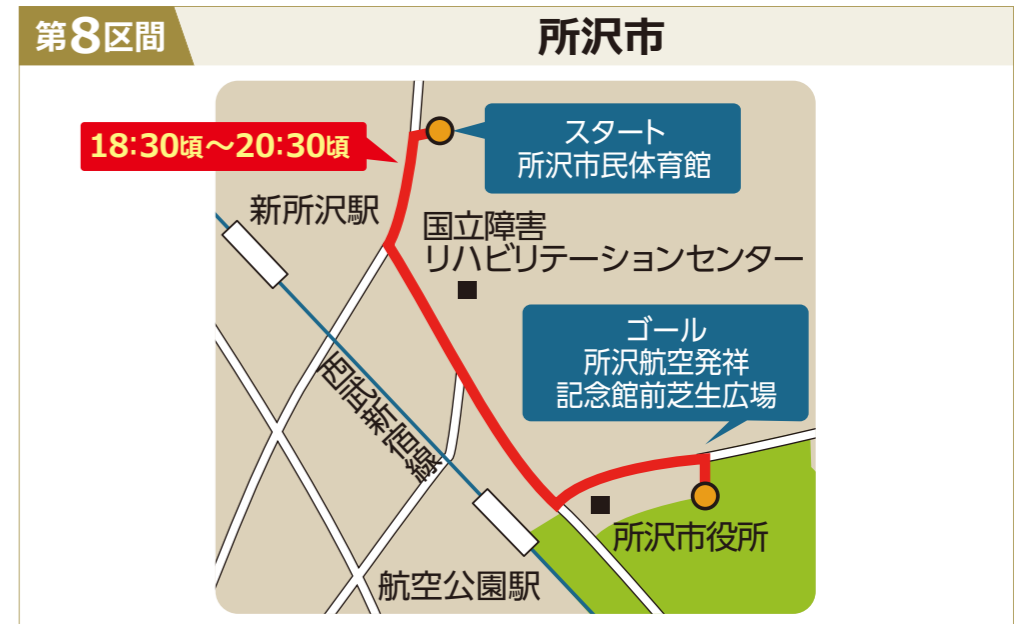 第8区間
所沢市
18:30頃～20:30頃
スタート
所沢市民体育館
新所沢駅
国立障害
リハビリテーションセンター
ゴール
所沢航空発祥
記念館前芝生広場
西武新宿線
所沢市役所
航空公園駅